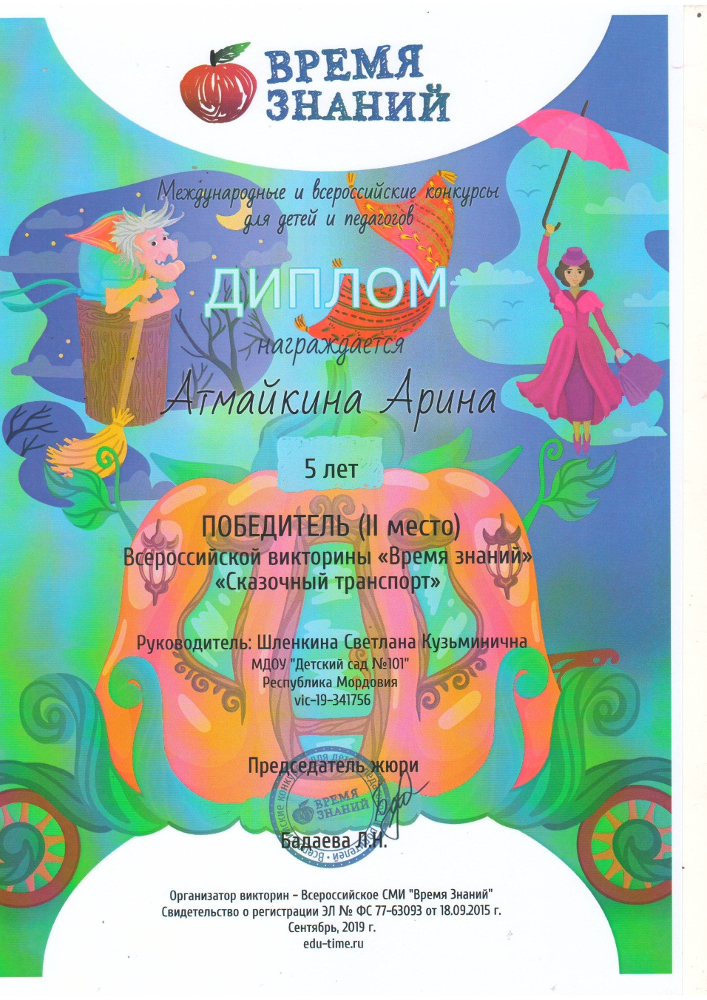 ВРЕМЯ
ЗНАНИЙ
Международные и всероссийские конкурсы
для детей и педагогов
ДИПЛОМ
награждается
Атмайкина Арина
5 лет
ПОБЕДИТЕЛЬ (II место)
Всероссийской викторины «Время знаний»
«Сказочный транспорт»
Руководитель: Шленкина Светлана Кузьминична
МДОУ "Детский сад №101"
Республика Мордовия
vic-19-341756
Председатель жюри
ВРЕМЯ
ЗНАНИЙ
Бадаева Л.Н.
Организатор викторин - Всероссийское СМИ "Время Знаний"
Свидетельство о регистрации ЭЛ № ФС 77-63093 от 18.09.2015 г.
Сентябрь, 2019 г.
edu-time.ru